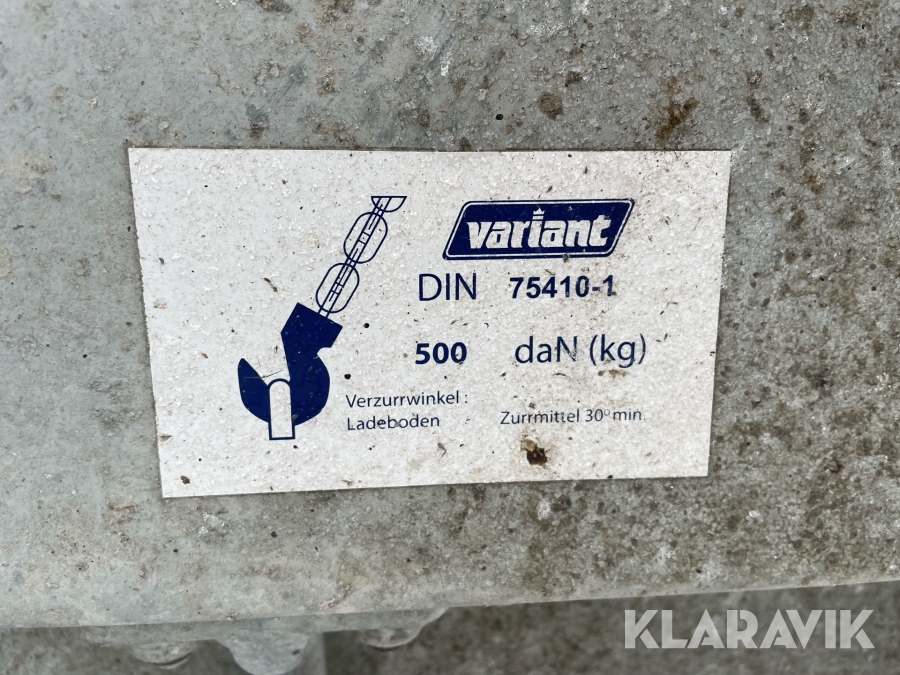 variant
DIN 75410-1
500 daN (kg)
Verzurrwinkel :
Ladeboden - Zurrmittel 30° min.
KLARAVIK